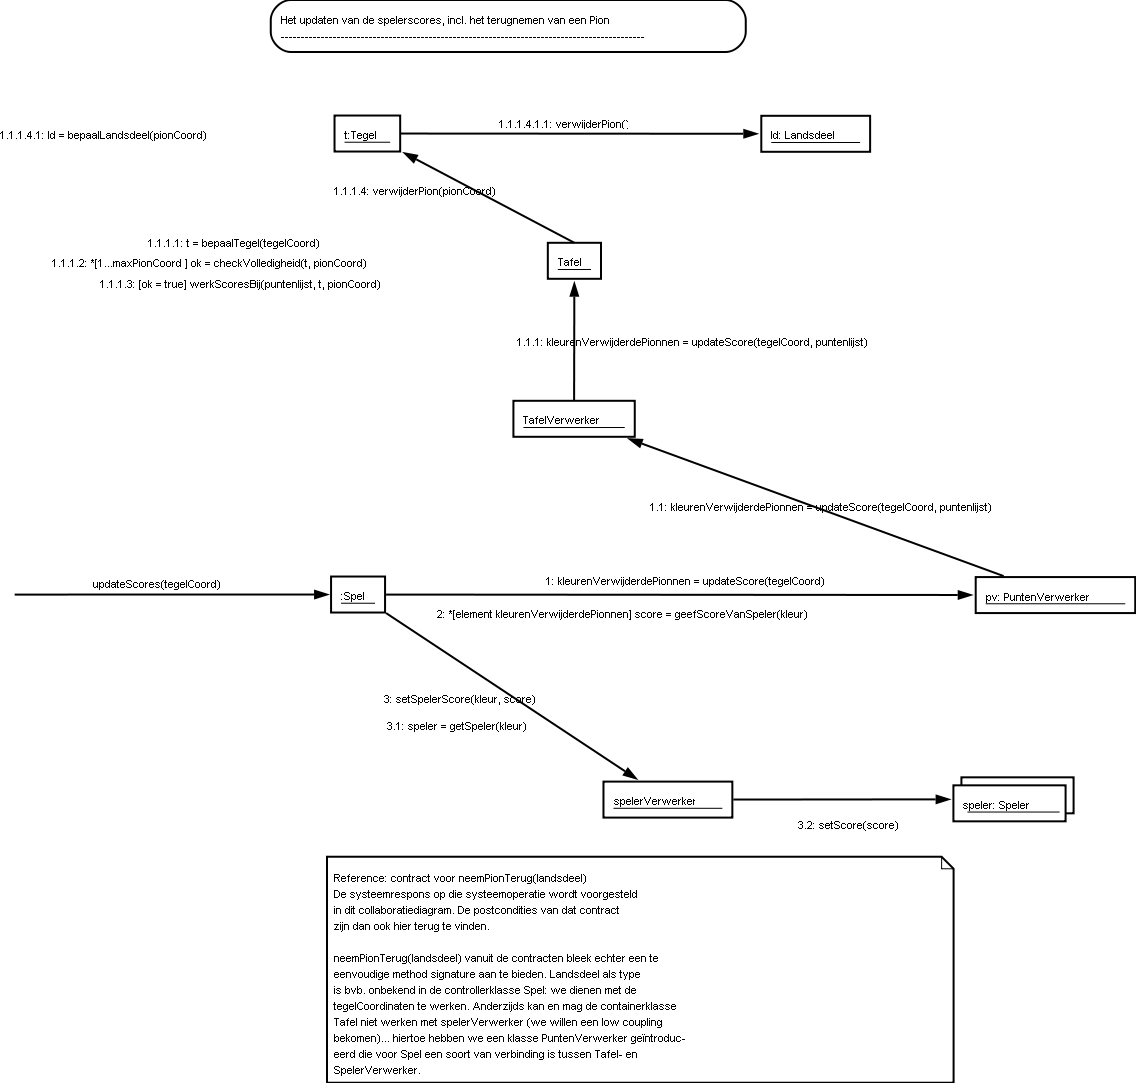 Het updaten van de spelerscores, incl. het terugnemen van een Pion
1.1.1.4.1: ld = bepaalLandsdeel(pionCoord)
t:Tegel
1.1.1.4.1.1: verwijderPion()
ld: Landsdeel
1.1.1.4: verwijderPion(pionCoord)
1.1.1.1: t = bepaalTegel(tegelCoord)
1.1.1.2: *[1...maxPionCoord ] ok = checkVolledigheid(t, pionCoord)
1.1.1.3: [ok = true] werkScoresBij(puntenlijst, t, pionCoord)
Tafel
1.1.1: kleurenVerwijderdePionnen = updateScore(tegelCoord, puntenlijst)
TafelVerwerker
1.1: kleurenVerwijderdePionnen = updateScore(tegelCoord, puntenlijst)
updateScores(tegelCoord)
:Spel
1: kleurenVerwijderdePionnen = updateScore(tegelCoord)
pv: PuntenVerwerker
2: *[element kleurenVerwijderdePionnen] score = geefScoreVanSpeler(kleur)
3: setSpelerScore(kleur, score)
3.1: speler = getSpeler(kleur)
spelerVerwerker
speler: Speler
3.2: setScore(score)
Reference: contract voor neemPionTerug(landsdeel)
De systeemrespons op die systeemoperatie wordt voorgesteld
in dit collaboratiediagram. De postcondities van dat contract
zijn dan ook hier terug te vinden.
neemPionTerug(landsdeel) vanuit de contracten bleek echter een te
eenvoudige method signature aan te bieden. Landsdeel als type
is bvb. onbekend in de controllerklasse Spel: we dienen met de
tegelCoordinaten te werken. Anderzijds kan en mag de containerklasse
Tafel niet werken met spelerVerwerker (we willen een low coupling
bekomen)... hiertoe hebben we een klasse PuntenVerwerker geïntroduc-
eerd die voor Spel een soort van verbinding is tussen Tafel- en
SpelerVerwerker.